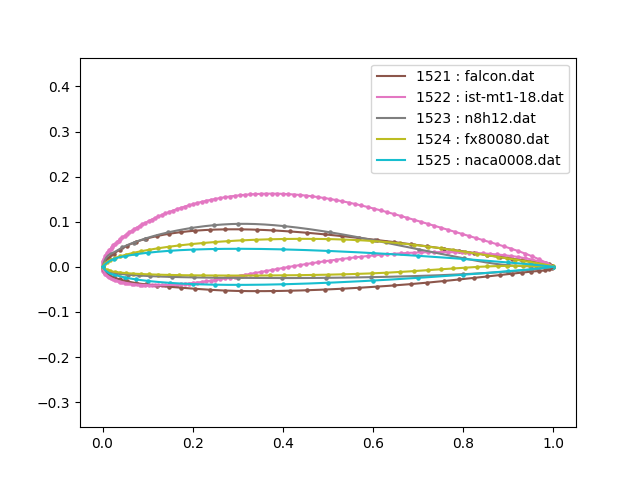 1521 : falcon.dat
1522 : ist-mt1-18.dat
1523 : n8h12.dat
1524 : fx80080.dat
1525 : naca0008.dat
0.4
0.3
0.2
0.1
0.0
−0.1
−0.2
−0.3
0.0 0.2 0.4 0.6 0.8 1.0